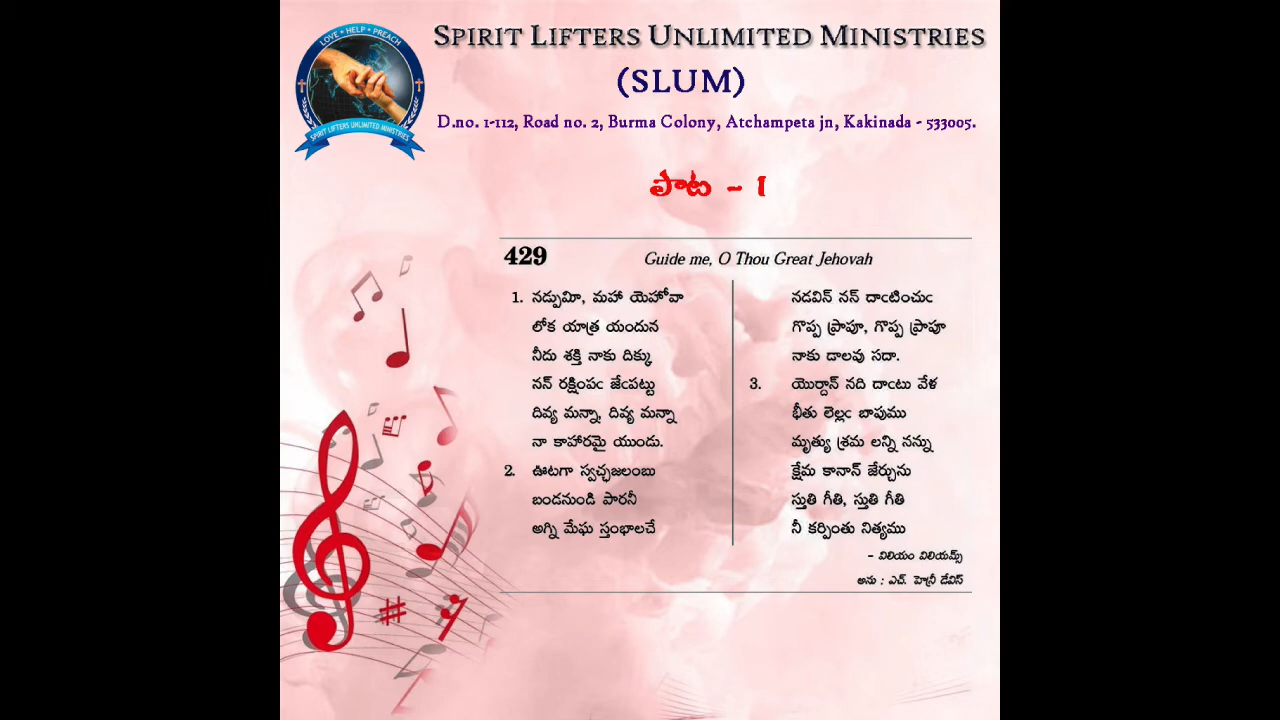 LOVE • HELP • PREACH
SPIRIT LIFTERS UNLIMITED MINISTRIES
SPIRIT LIFTERS UNLIMITED MINISTRIES
(SLUM)
D.no. 1-112, Road no. 2, Burma Colony, Atchampeta jn, Kakinada - 533005.
పాట - 1
429 Guide me, O Thou Great Jehovah
1. నడ్పుమీ, మహా యెహోవా
లోక యాత్ర యందున
నీదు శక్తి నాకు దిక్కు
నన్ రక్షింపఁ జేఁపట్టు
దివ్య మన్నా, దివ్య మన్నా
నా కాహారమై యుండు.
2. ఊటగా స్వచ్ఛజలంబు
బండనుండి పారనీ
అగ్ని మేఘ స్తంభాలచే
నడవిన్ నన్ దాఁటించుఁ
గొప్ప ప్రాపూ, గొప్ప ప్రాపూ
నాకు డాలవు సదా.
3. యొర్దాన్ నది దాఁటు వేళ
భీతు లెల్లఁ బాపుము
మృత్యు శ్రమ లన్ని నన్ను
క్షేమ కానాన్ జేర్చును
స్తుతి గీతి, స్తుతి గీతి
నీ కర్పింతు నిత్యము
- విలియం విలియమ్స్
అను : ఎచ్. హెన్రీ డేవిస్